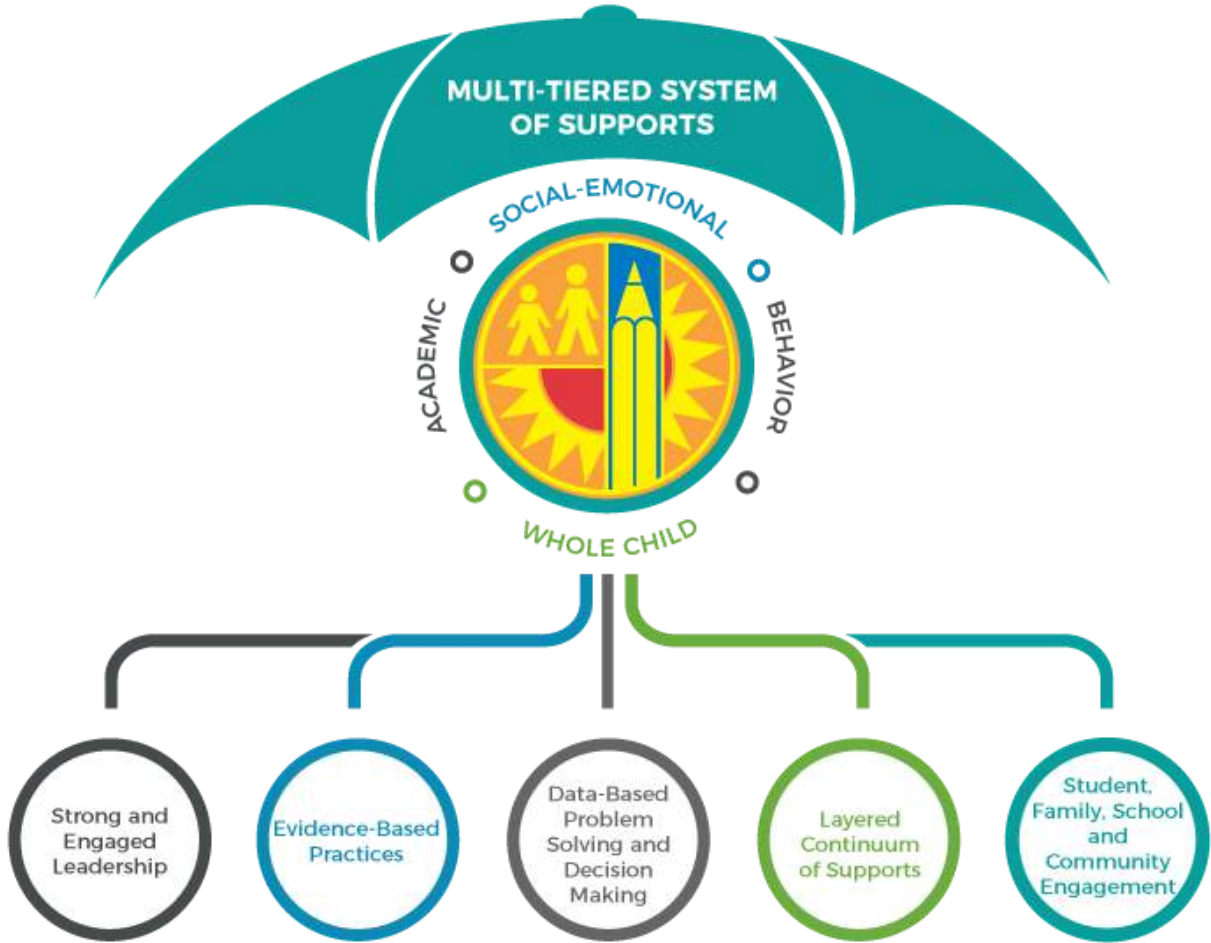 MULTI-TIERED SYSTEM
OF SUPPORTS
SOCIAL-EMOTIONAL
ACADEMIC
BEHAVIOR
WHOLE CHILD
Strong and
Engaged
Leadership
Evidence-Based
Practices
Data-Based
Problem
Solving and
Decision
Making
Layered
Continuum
of Supports
Student,
Family, School
and
Community
Engagement